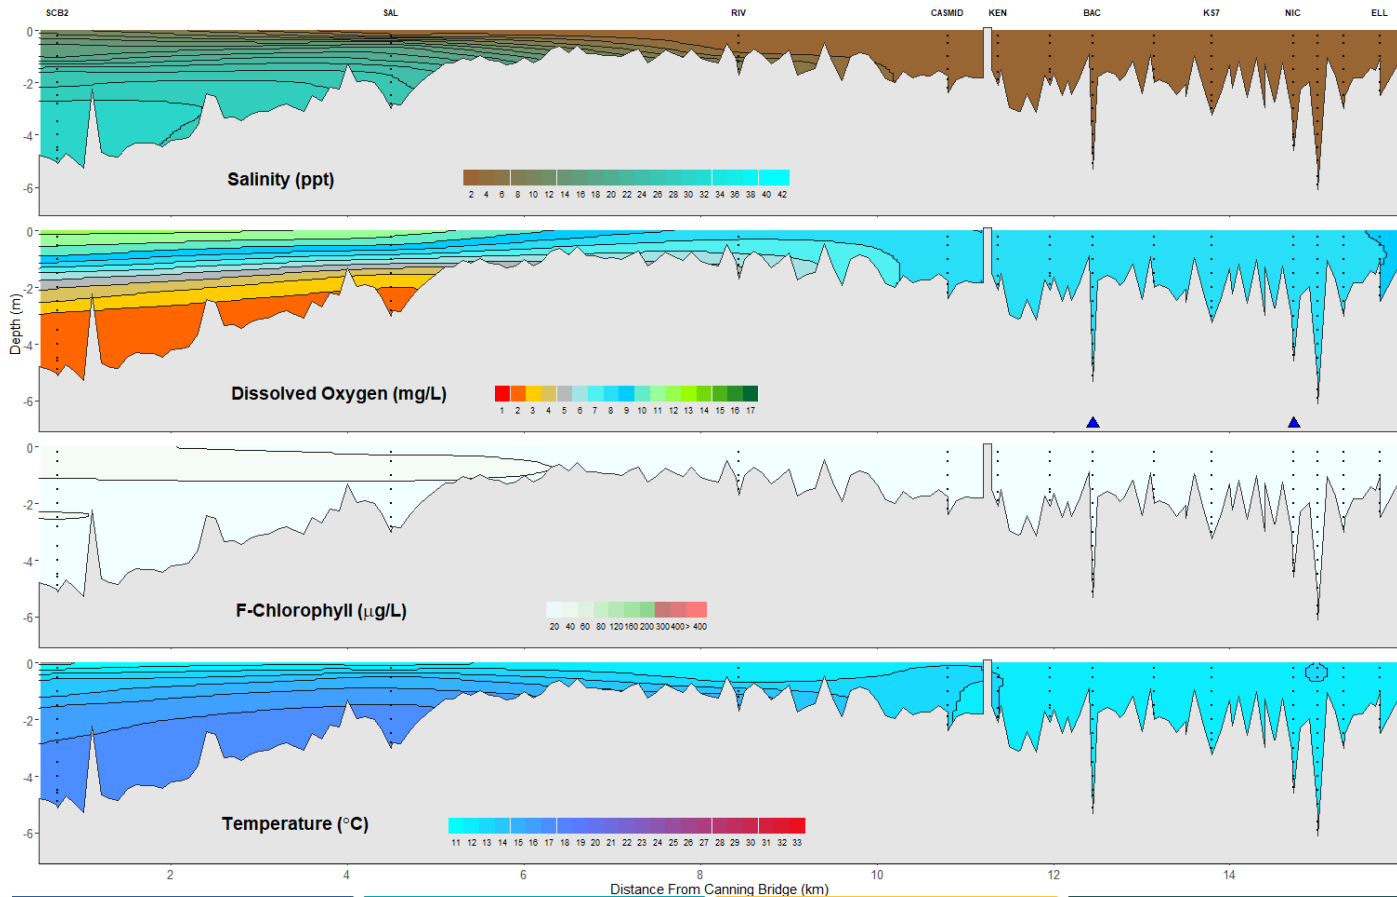 SCB2 SAL RIV CASMID KEN BAC KS7 NIC ELL
0
-2
-4
-6
Salinity (ppt)
2 4 6 8 10 12 14 16 18 20 22 24 26 28 30 32 34 36 38 40 42
0
-2
-4
-6
Dissolved Oxygen (mg/L)
1 2 3 4 5 6 7 8 9 10 11 12 13 14 15 16 17
Depth (m)
0
-2
-4
-6
F-Chlorophyll (µg/L)
20 40 60 80 120 160 200 300 400 > 400
0
-2
-4
-6
Temperature (°C)
11 12 13 14 15 16 17 18 19 20 21 22 23 24 25 26 27 28 29 30 31 32 33
2 4 6 8 10 12 14
Distance From Canning Bridge (km)